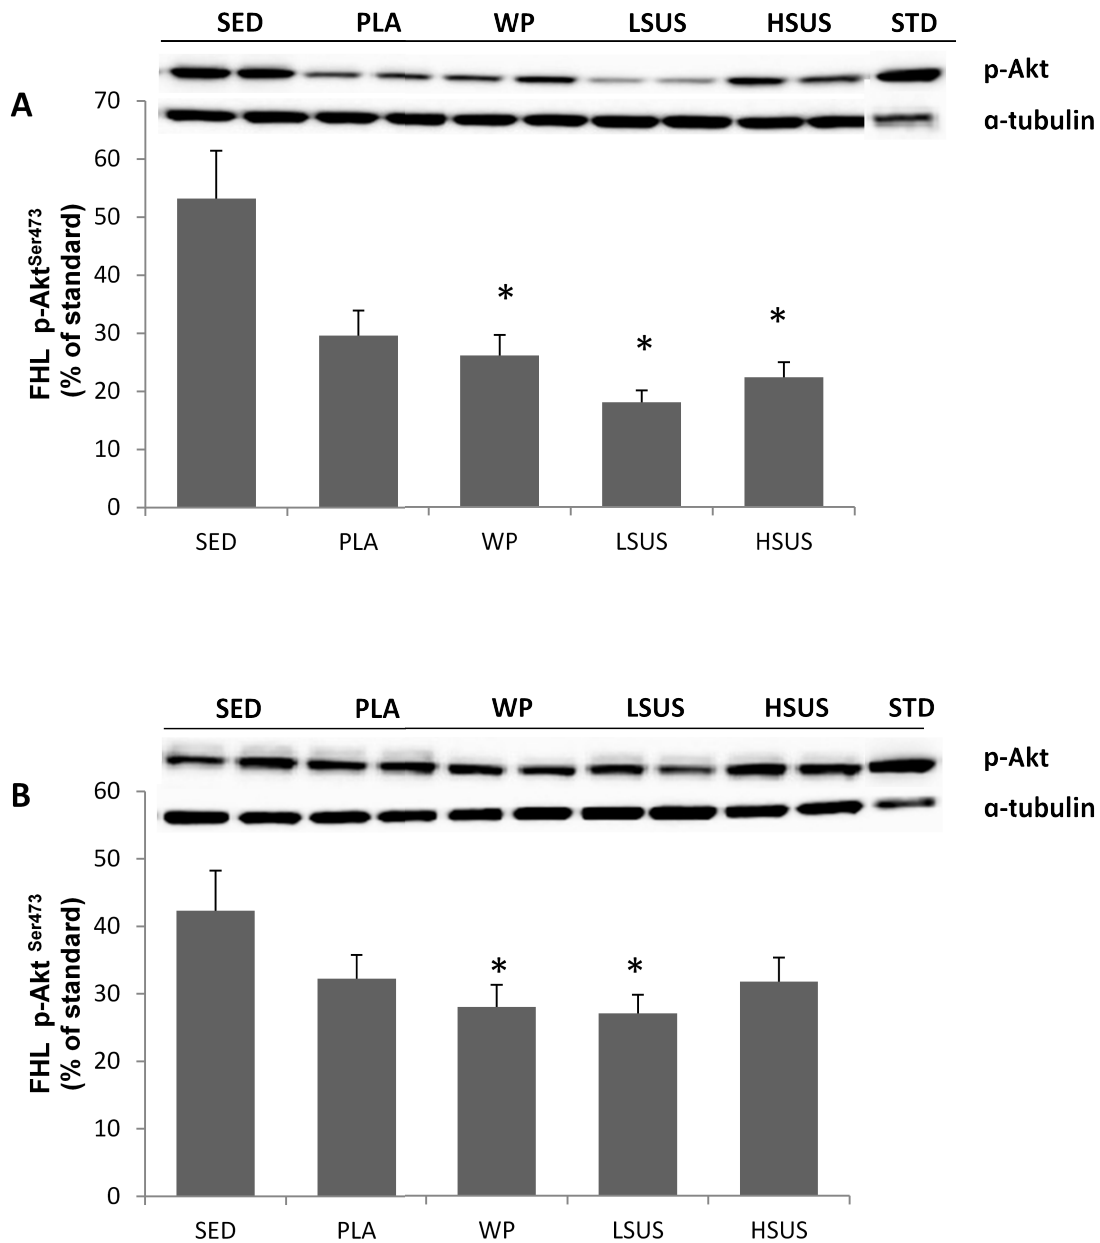 SED PLA WP LSUS HSUS STD
p-Akt
A
α-tubulin
70
60
50
40
30
20
10
0
FHL p-Akt Ser473
(% of standard)
*
*
*
SED PLA WP LSUS HSUS
SED PLA WP LSUS HSUS STD
p-Akt
B
α-tubulin
60
50
40
30
20
10
0
FHL p-Akt Ser473
(% of standard)
*
*
SED PLA WP LSUS HSUS